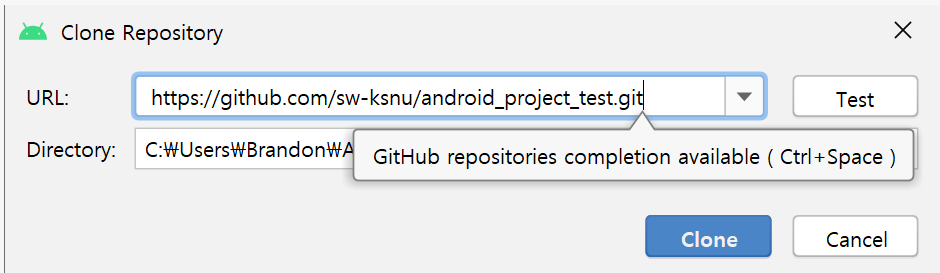 Clone Repository
URL: https://github.com/sw-ksnu/android_project_test.git Test
Directory: C:₩Users₩Brandon₩A
GitHub repositories completion available ( Ctrl+Space )
Clone Cancel